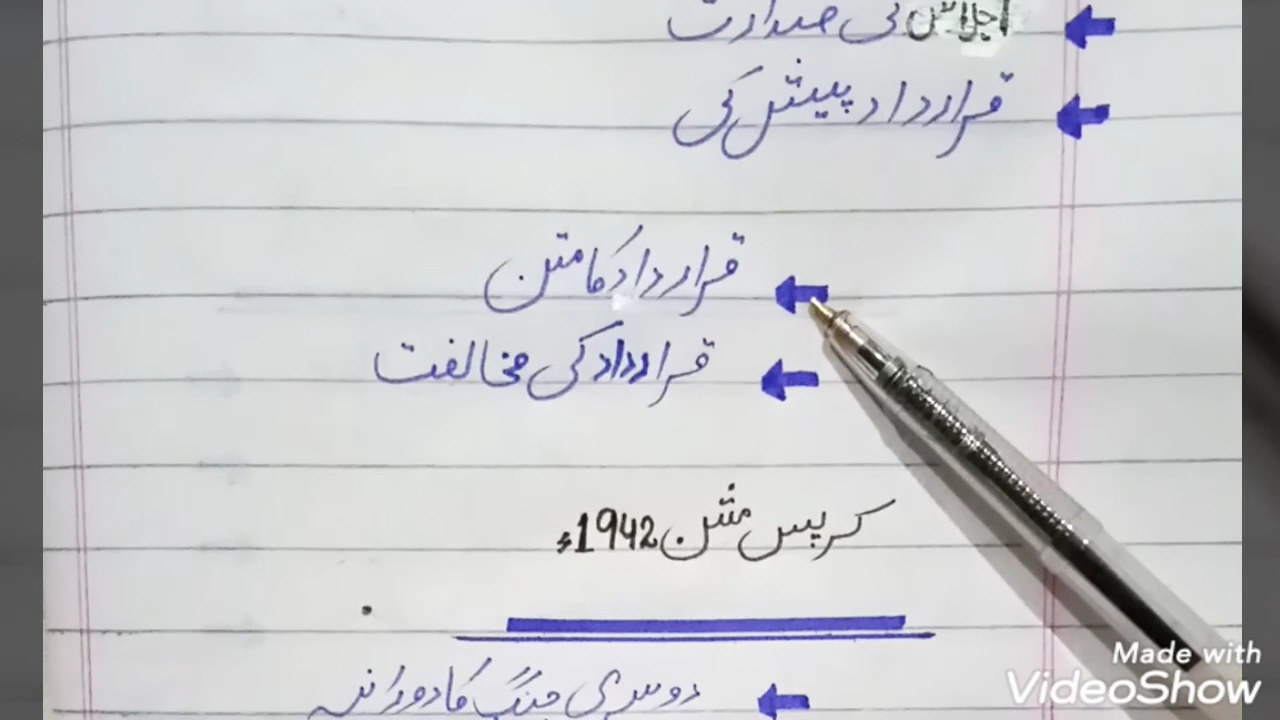 اجلاس کی صدارت
قرارداد پیش کی
قرارداد کا متن
قرارداد کی مخالفت
کرپس مشن 1942ء
دوسری جنگ کا دورانیہ
Made with
VideoShow